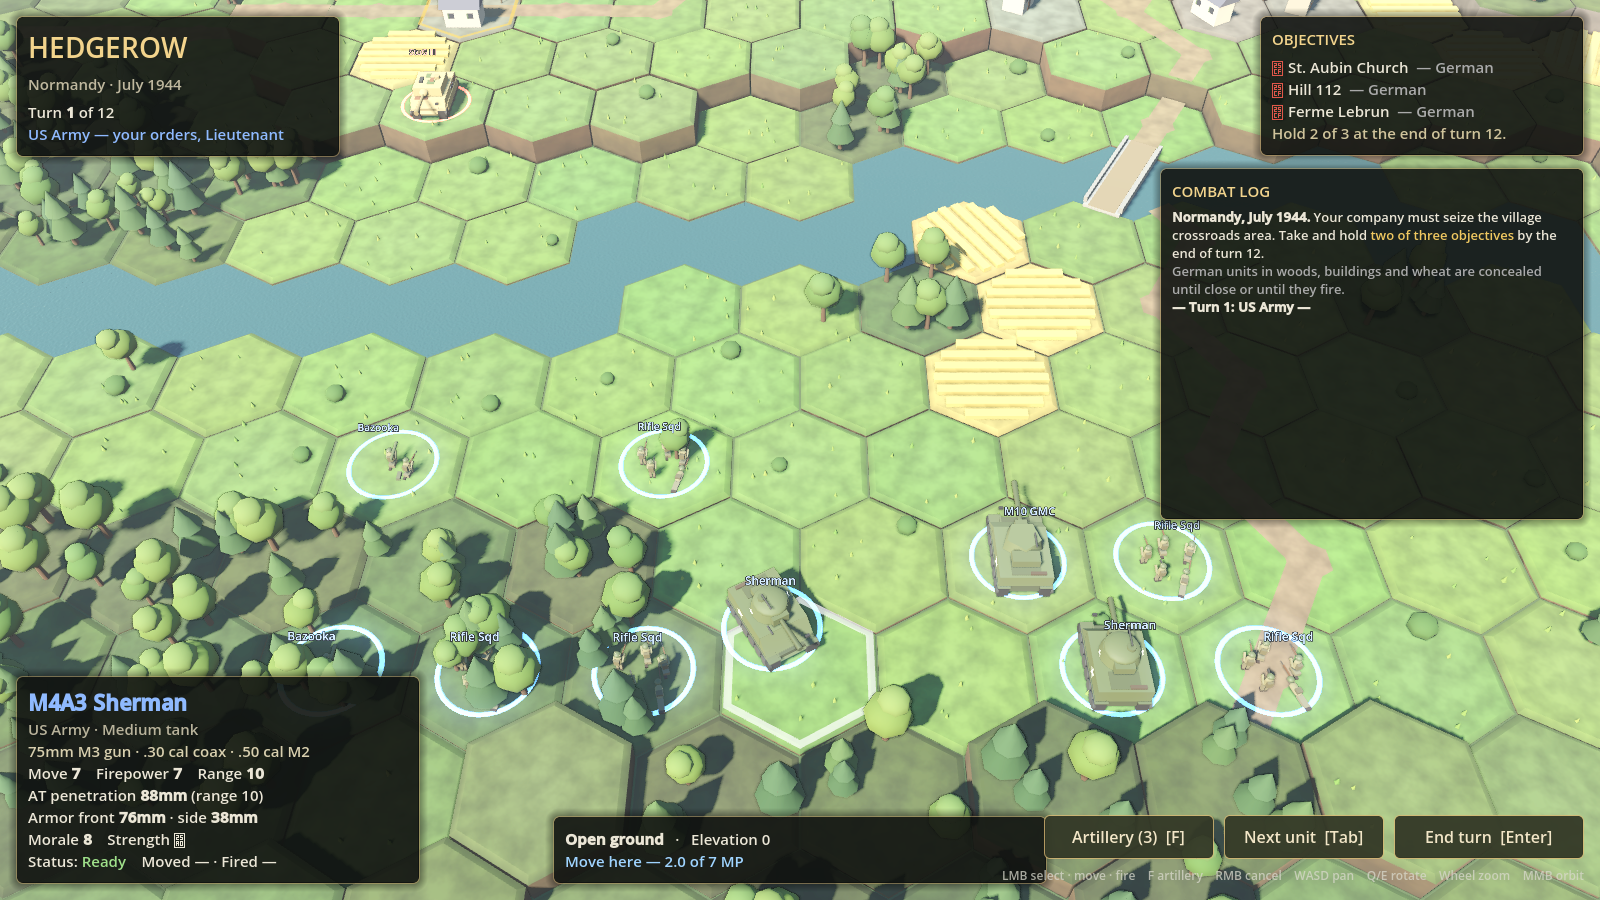 HEDGEROW
Normandy · July 1944
Turn 1 of 12
US Army — your orders, Lieutenant
OBJECTIVES
St. Aubin Church — German
Hill 112 — German
Ferme Lebrun — German
Hold 2 of 3 at the end of turn 12.
COMBAT LOG
Normandy, July 1944. Your company must seize the village
crossroads area. Take and hold two of three objectives by the
end of turn 12.
German units in woods, buildings and wheat are concealed
until close or until they fire.
— Turn 1: US Army —
Bazooka
Rifle Sqd
M10 GMC
Rifle Sqd
Sherman
Sherman
Bazooka
Rifle Sqd
Rifle Sqd
Rifle Sqd
M4A3 Sherman
US Army · Medium tank
75mm M3 gun · .30 cal coax · .50 cal M2
Move 7 Firepower 7 Range 10
AT penetration 88mm (range 10)
Armor front 76mm · side 38mm
Morale 8 Strength
Status: Ready Moved — · Fired —
Open ground · Elevation 0
Move here — 2.0 of 7 MP
Artillery (3) [F]
Next unit [Tab]
End turn [Enter]
LMB select · move · fire F artillery RMB cancel WASD pan Q/E rotate Wheel zoom MMB orbit